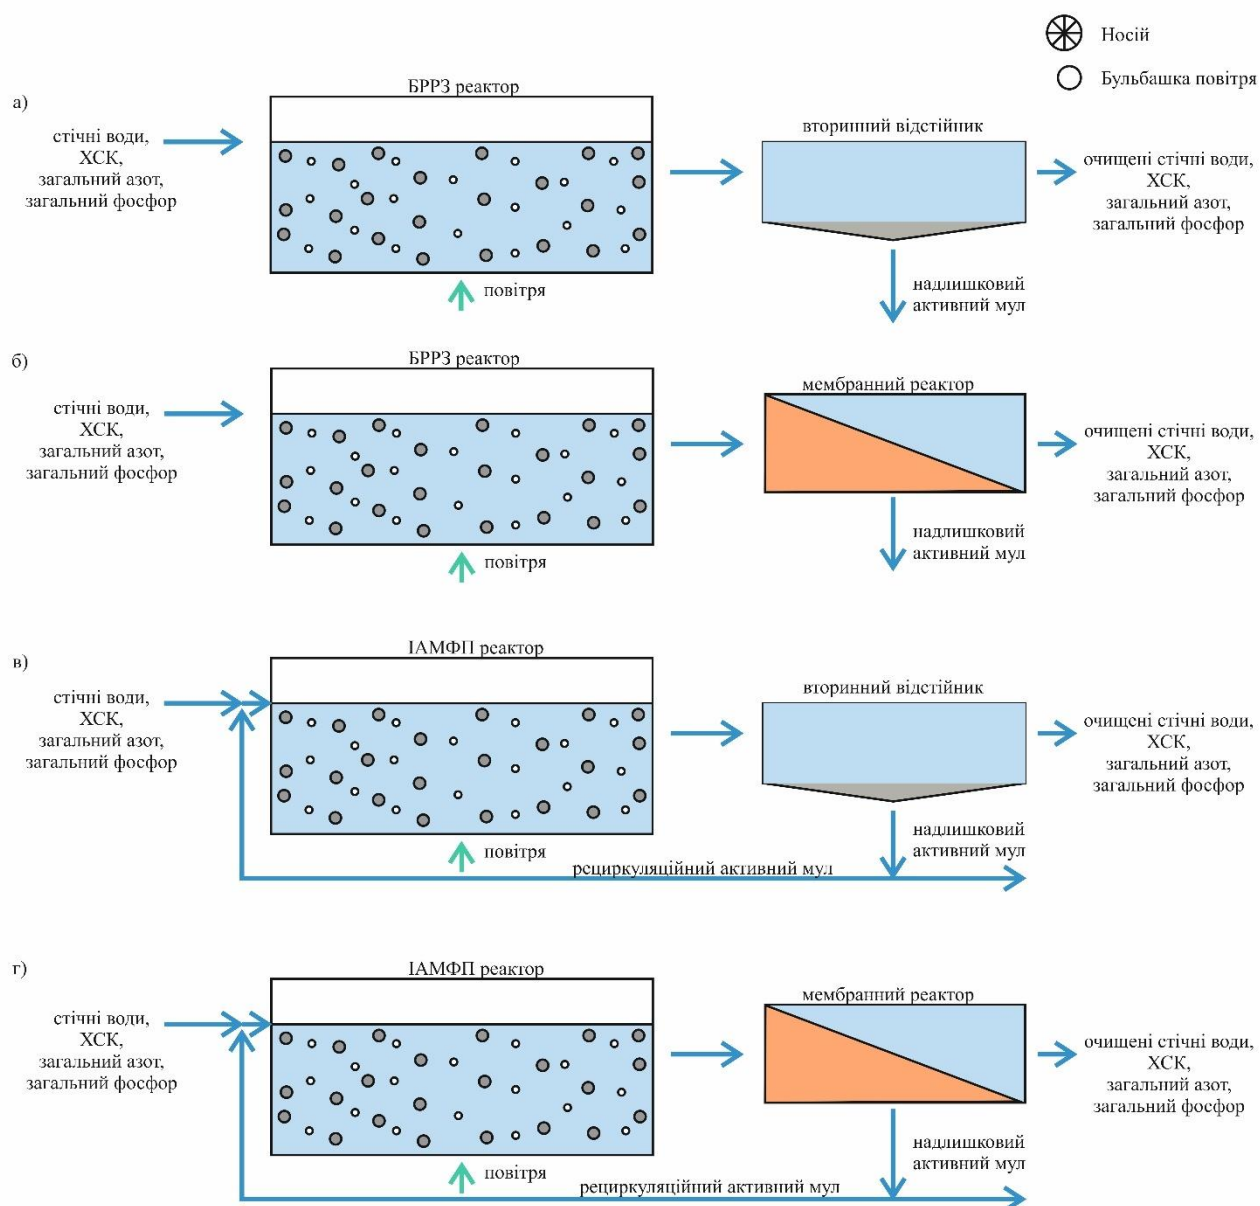 Носій
Бульбашка повітря
а)
БРРЗ реактор
стічні води,
ХСК,
загальний азот,
загальний фосфор
вторинний відстійник
очищені стічні води,
ХСК,
загальний азот,
загальний фосфор
повітря
надлишковий
активний мул
б)
БРРЗ реактор
стічні води,
ХСК,
загальний азот,
загальний фосфор
мембранний реактор
очищені стічні води,
ХСК,
загальний азот,
загальний фосфор
повітря
надлишковий
активний мул
в)
ІАМФП реактор
стічні води,
ХСК,
загальний азот,
загальний фосфор
вторинний відстійник
очищені стічні води,
ХСК,
загальний азот,
загальний фосфор
повітря
надлишковий
активний мул
рециркуляційний активний мул
г)
ІАМФП реактор
стічні води,
ХСК,
загальний азот,
загальний фосфор
мембранний реактор
очищені стічні води,
ХСК,
загальний азот,
загальний фосфор
повітря
надлишковий
активний мул
рециркуляційний активний мул